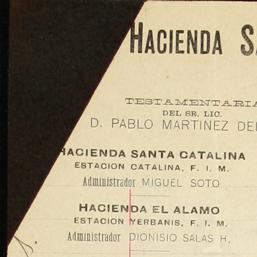 HACIENDA S
TESTAMENTARIA
DEL SR. LIC.
D. PABLO MARTINEZ DEL
HACIENDA SANTA CATALINA
ESTACION CATALINA, F. I. M.
Administrador MIGUEL SOTO
HACIENDA EL ALAMO
ESTACION YERBANIS, F. I. M.
Administrador DIONISIO SALAS H,